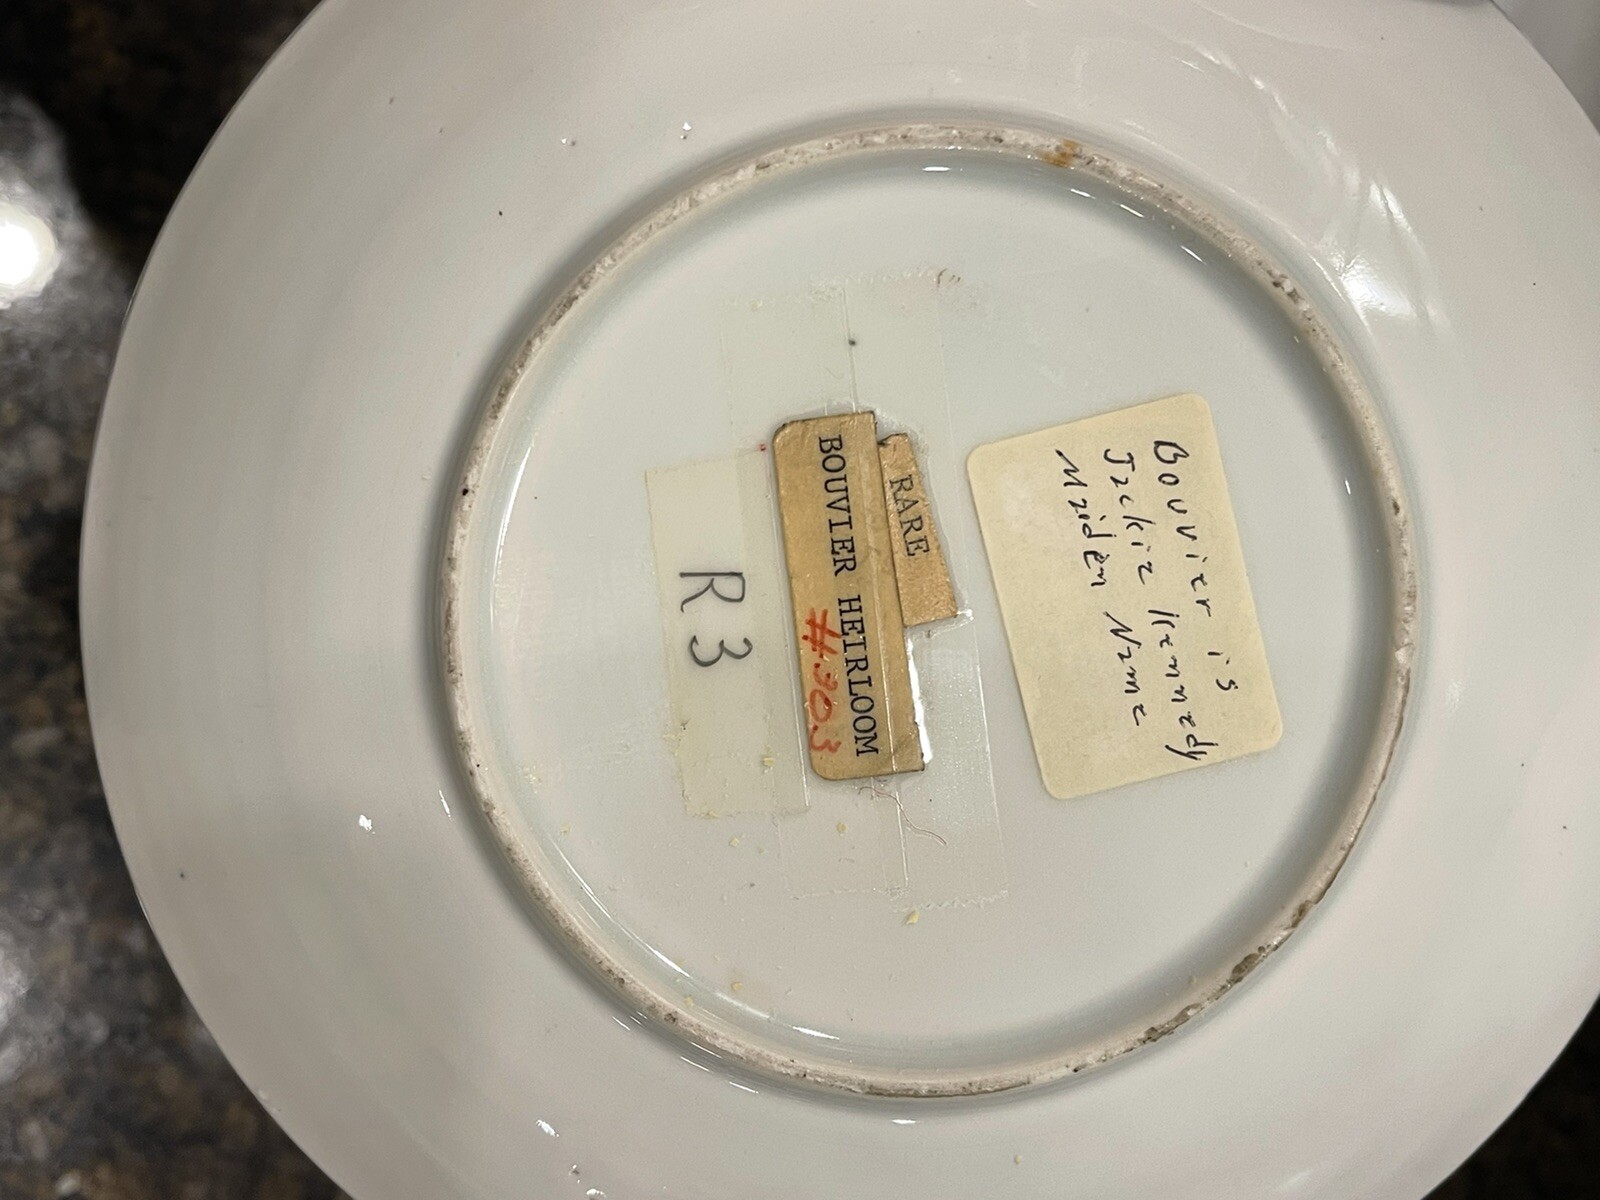 Bouvier is
Jackie Kennedy
Maiden Name
RARE
BOUVIER HEIRLOOM
#303
R3